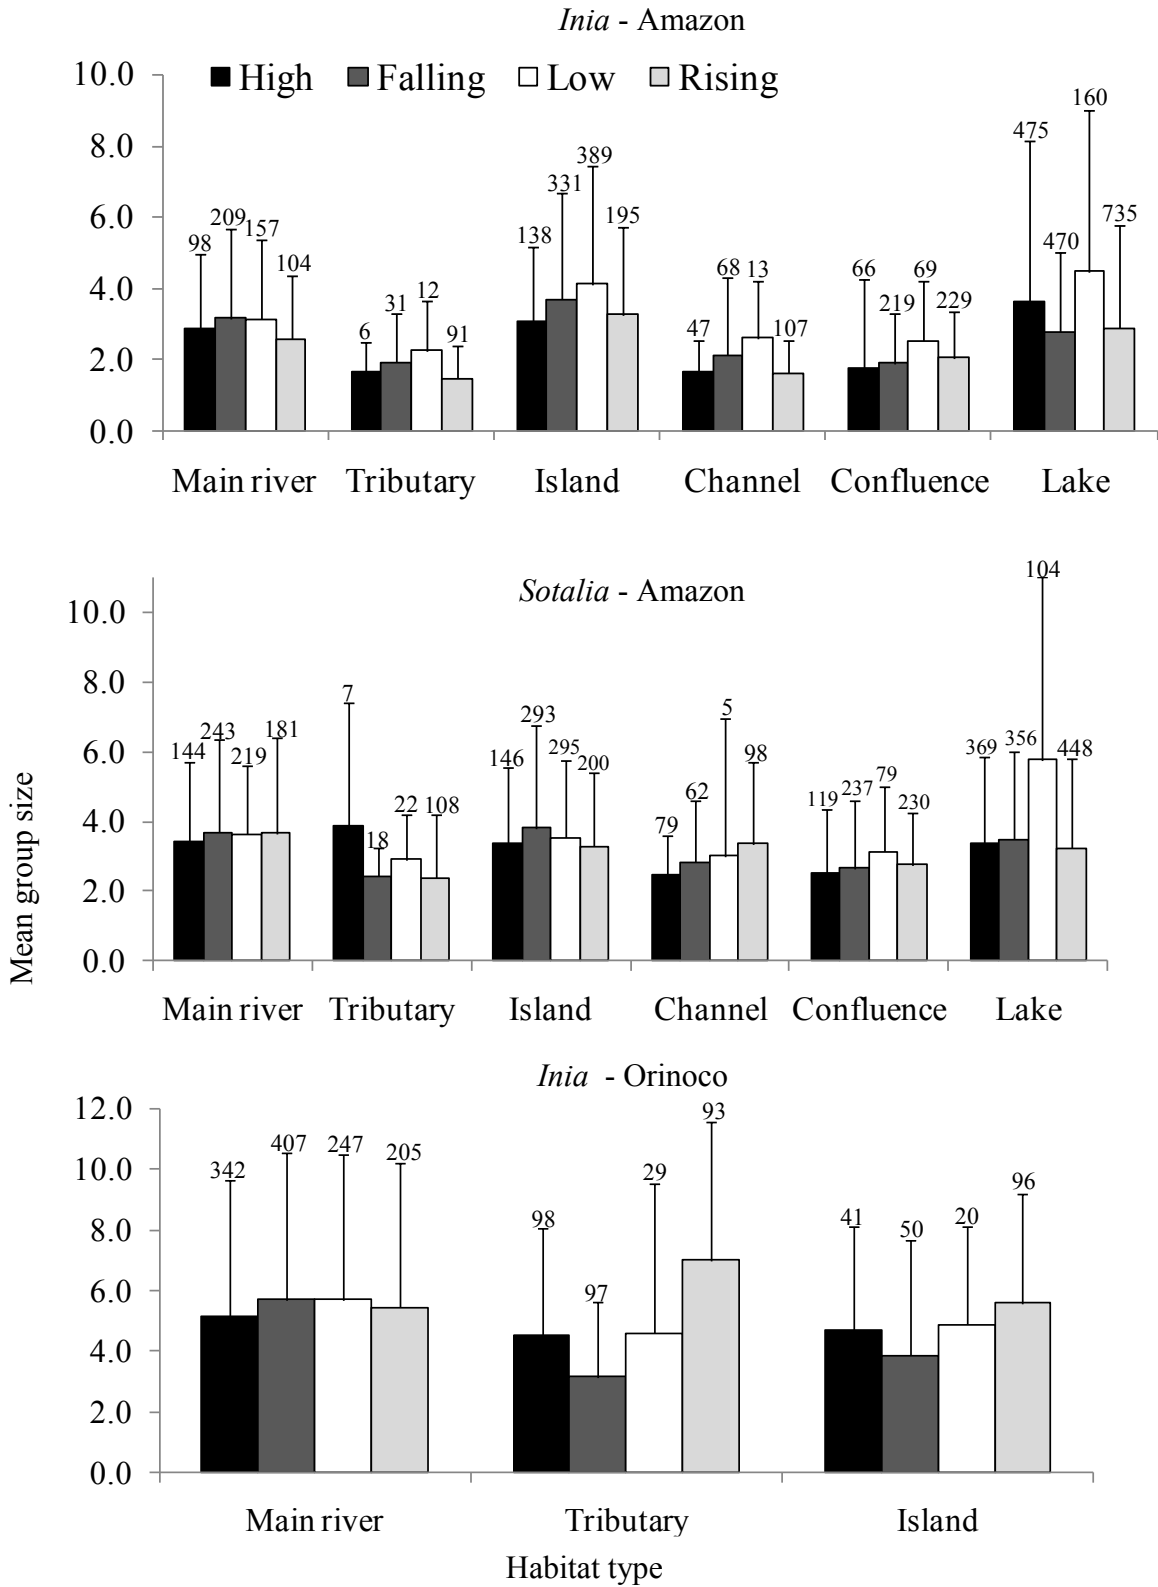 Inia - Amazon
10.0
High Falling Low Rising
8.0
6.0
4.0
2.0
0.0
98 209 157 104
6 31 12 91
138 331 389 195
47 68 13 107
66 219 69 229
475 470 160 735
Main river Tributary Island Channel Confluence Lake
Sotalia - Amazon
10.0
8.0
6.0
4.0
2.0
0.0
144 243 219 181
7 18 22 108
146 293 295 200
79 62 5 98
119 237 79 230
369 356 104 448
Main river Tributary Island Channel Confluence Lake
Mean group size
Inia - Orinoco
12.0
10.0
8.0
6.0
4.0
2.0
0.0
342 407 247 205
98 97 29 93
41 50 20 96
Main river Tributary Island
Habitat type